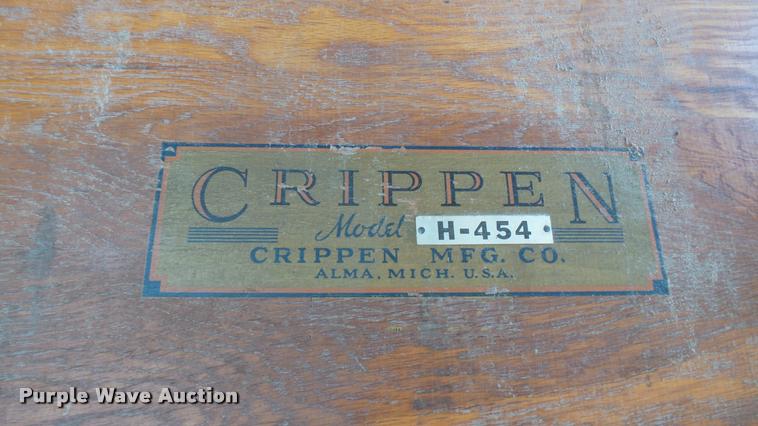 CRIPPEN
Model H-454
CRIPPEN MFG. CO.
ALMA, MICH. U.S.A.
Purple Wave Auction